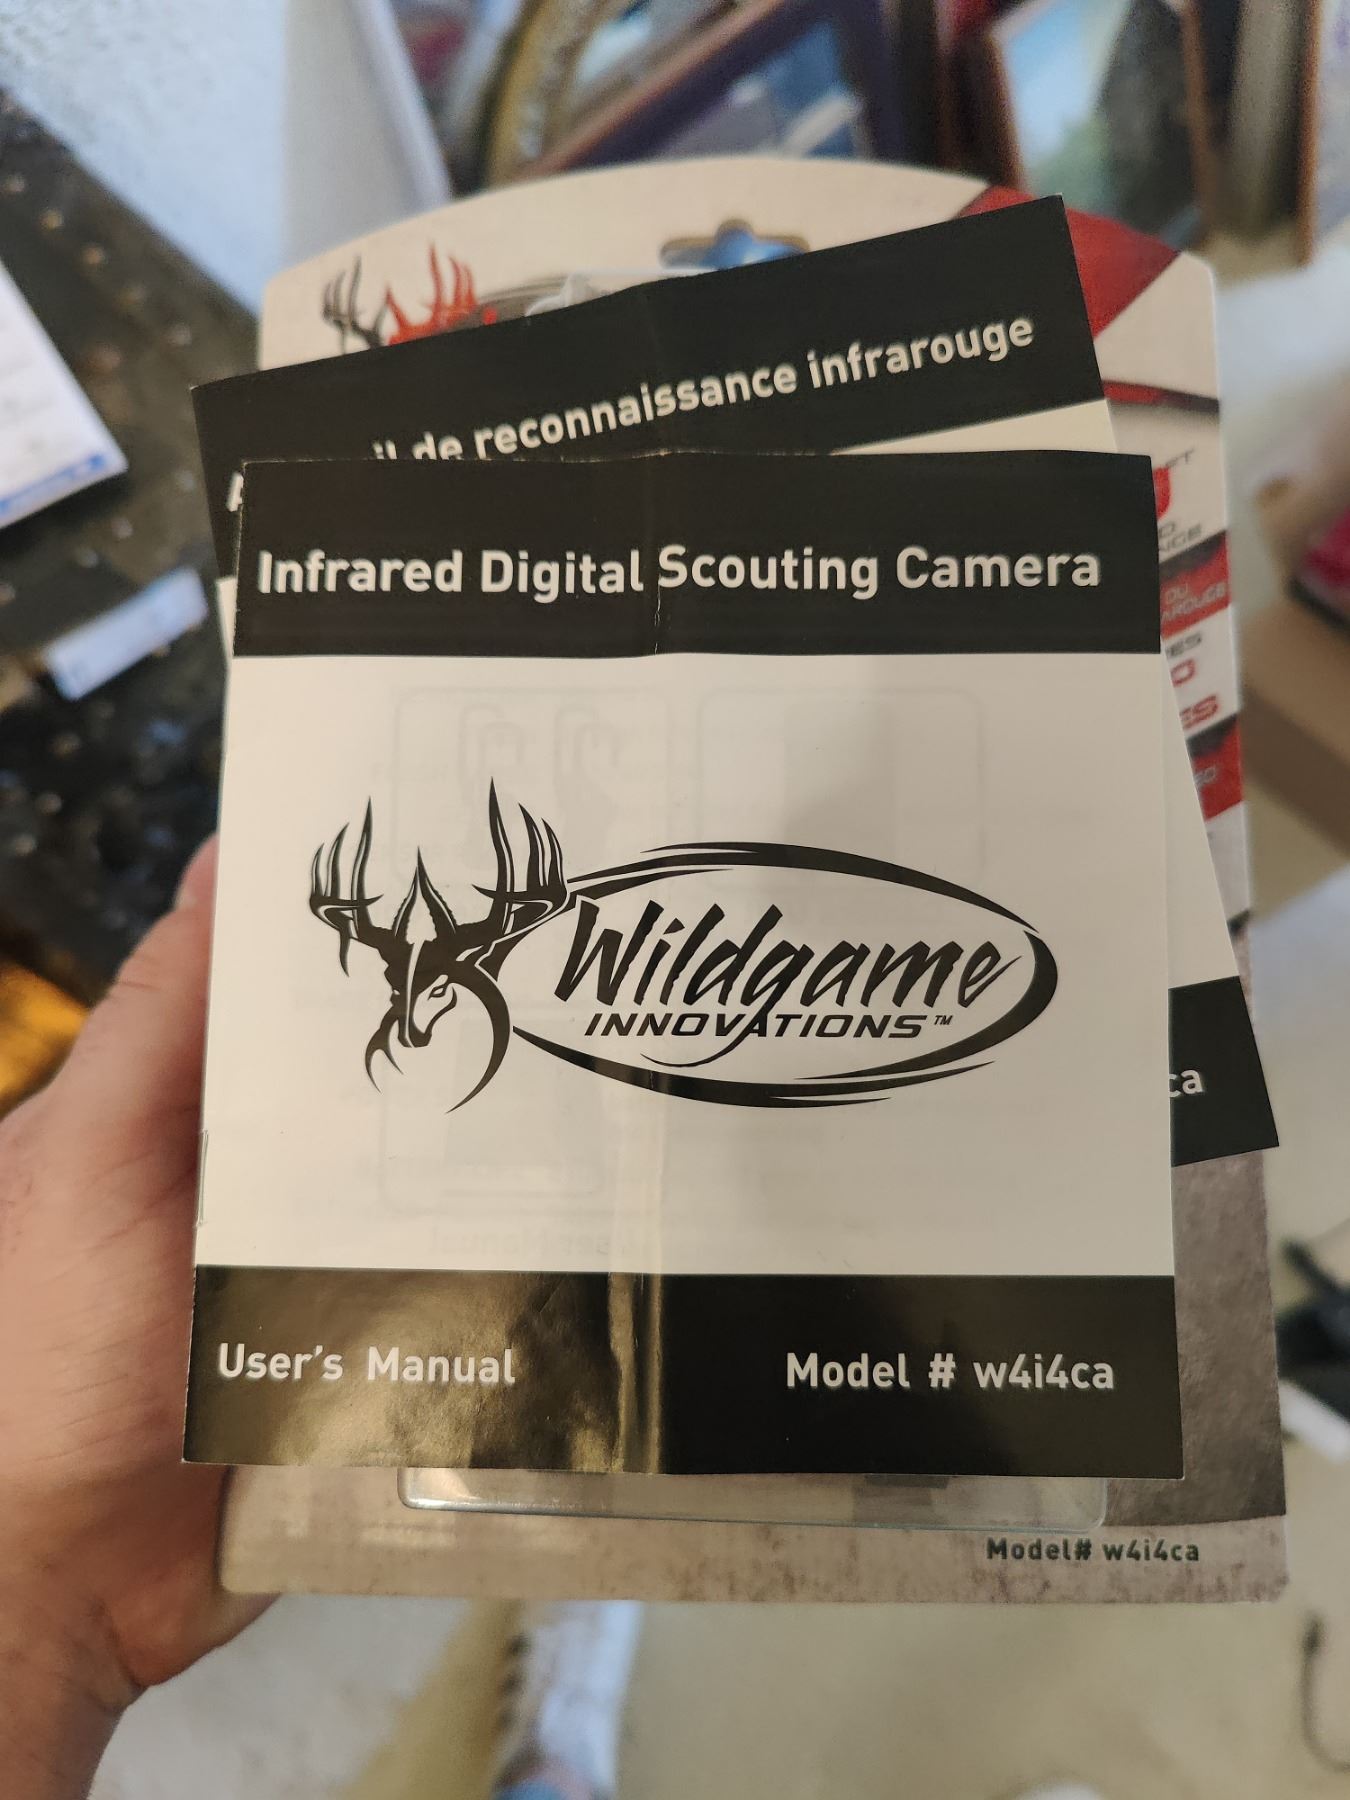 de reconnaissance infrarouge
Infrared Digital Scouting Camera
Wildgame
INNOVATIONS™
User's Manual
Model # w4i4ca
ca
Model# w4i4ca